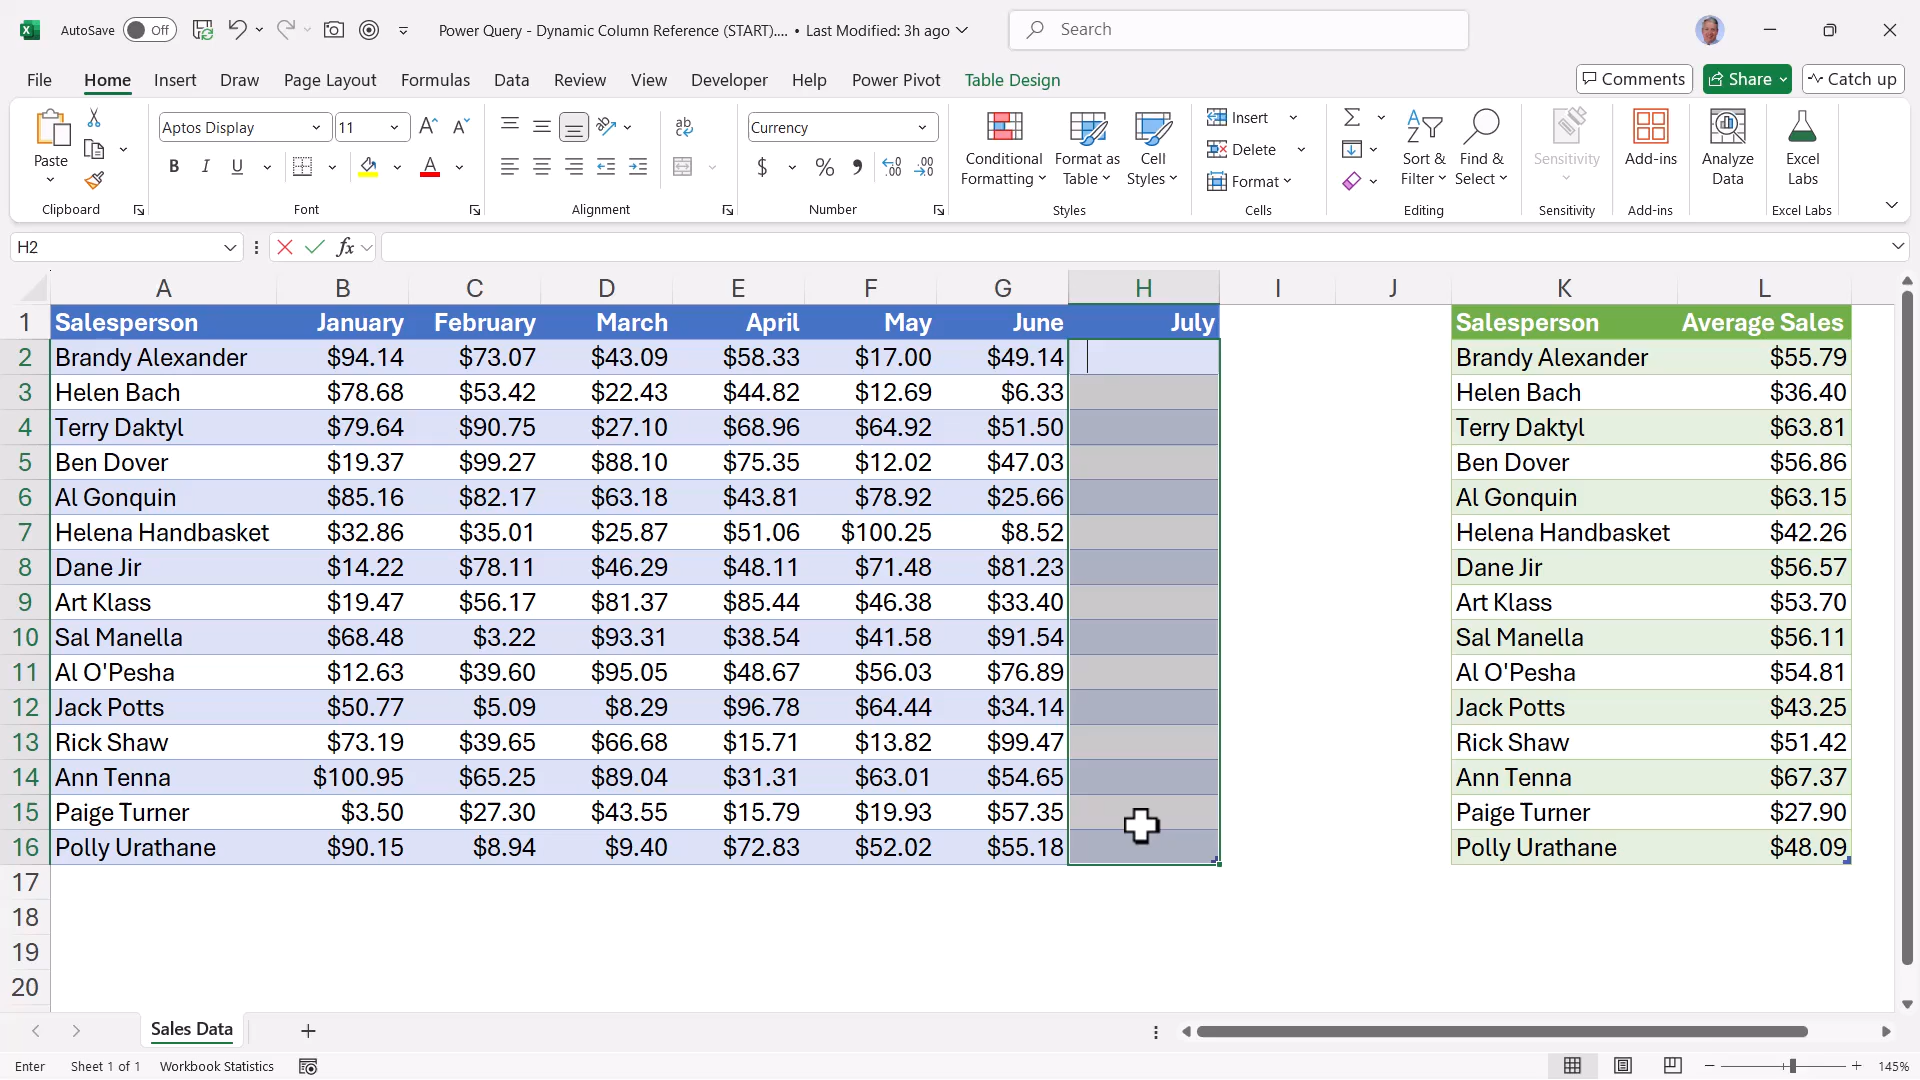 AutoSave Off Power Query - Dynamic Column Reference (START).... • Last Modified: 3h ago Search
File Home Insert Draw Page Layout Formulas Data Review View Developer Help Power Pivot Table Design Comments Share Catch up
Paste
Clipboard
Aptos Display 11
B I U A
Font
ab
Alignment
Currency
$ % 9 .00
Number
Conditional Formatting
Format as Table
Cell Styles
Styles
Insert
Delete
Format
Cells
Sort & Filter
Find & Select
Editing
Sensitivity
Sensitivity
Add-ins
Add-ins
Analyze Data
Excel Labs
Excel Labs
H2 fx
A B C D E F G H I J K L
1 Salesperson January February March April May June July Salesperson Average Sales
2 Brandy Alexander $94.14 $73.07 $43.09 $58.33 $17.00 $49.14 Brandy Alexander $55.79
3 Helen Bach $78.68 $53.42 $22.43 $44.82 $12.69 $6.33 Helen Bach $36.40
4 Terry Daktyl $79.64 $90.75 $27.10 $68.96 $64.92 $51.50 Terry Daktyl $63.81
5 Ben Dover $19.37 $99.27 $88.10 $75.35 $12.02 $47.03 Ben Dover $56.86
6 Al Gonquin $85.16 $82.17 $63.18 $43.81 $78.92 $25.66 Al Gonquin $63.15
7 Helena Handbasket $32.86 $35.01 $25.87 $51.06 $100.25 $8.52 Helena Handbasket $42.26
8 Dane Jir $14.22 $78.11 $46.29 $48.11 $71.48 $81.23 Dane Jir $56.57
9 Art Klass $19.47 $56.17 $81.37 $85.44 $46.38 $33.40 Art Klass $53.70
10 Sal Manella $68.48 $3.22 $93.31 $38.54 $41.58 $91.54 Sal Manella $56.11
11 Al O'Pesha $12.63 $39.60 $95.05 $48.67 $56.03 $76.89 Al O'Pesha $54.81
12 Jack Potts $50.77 $5.09 $8.29 $96.78 $64.44 $34.14 Jack Potts $43.25
13 Rick Shaw $73.19 $39.65 $66.68 $15.71 $13.82 $99.47 Rick Shaw $51.42
14 Ann Tenna $100.95 $65.25 $89.04 $31.31 $63.01 $54.65 Ann Tenna $67.37
15 Paige Turner $3.50 $27.30 $43.55 $15.79 $19.93 $57.35 Paige Turner $27.90
16 Polly Urathane $90.15 $8.94 $9.40 $72.83 $52.02 $55.18 Polly Urathane $48.09
17
18
19
20
Sales Data
Enter Sheet 1 of 1 Workbook Statistics 145%